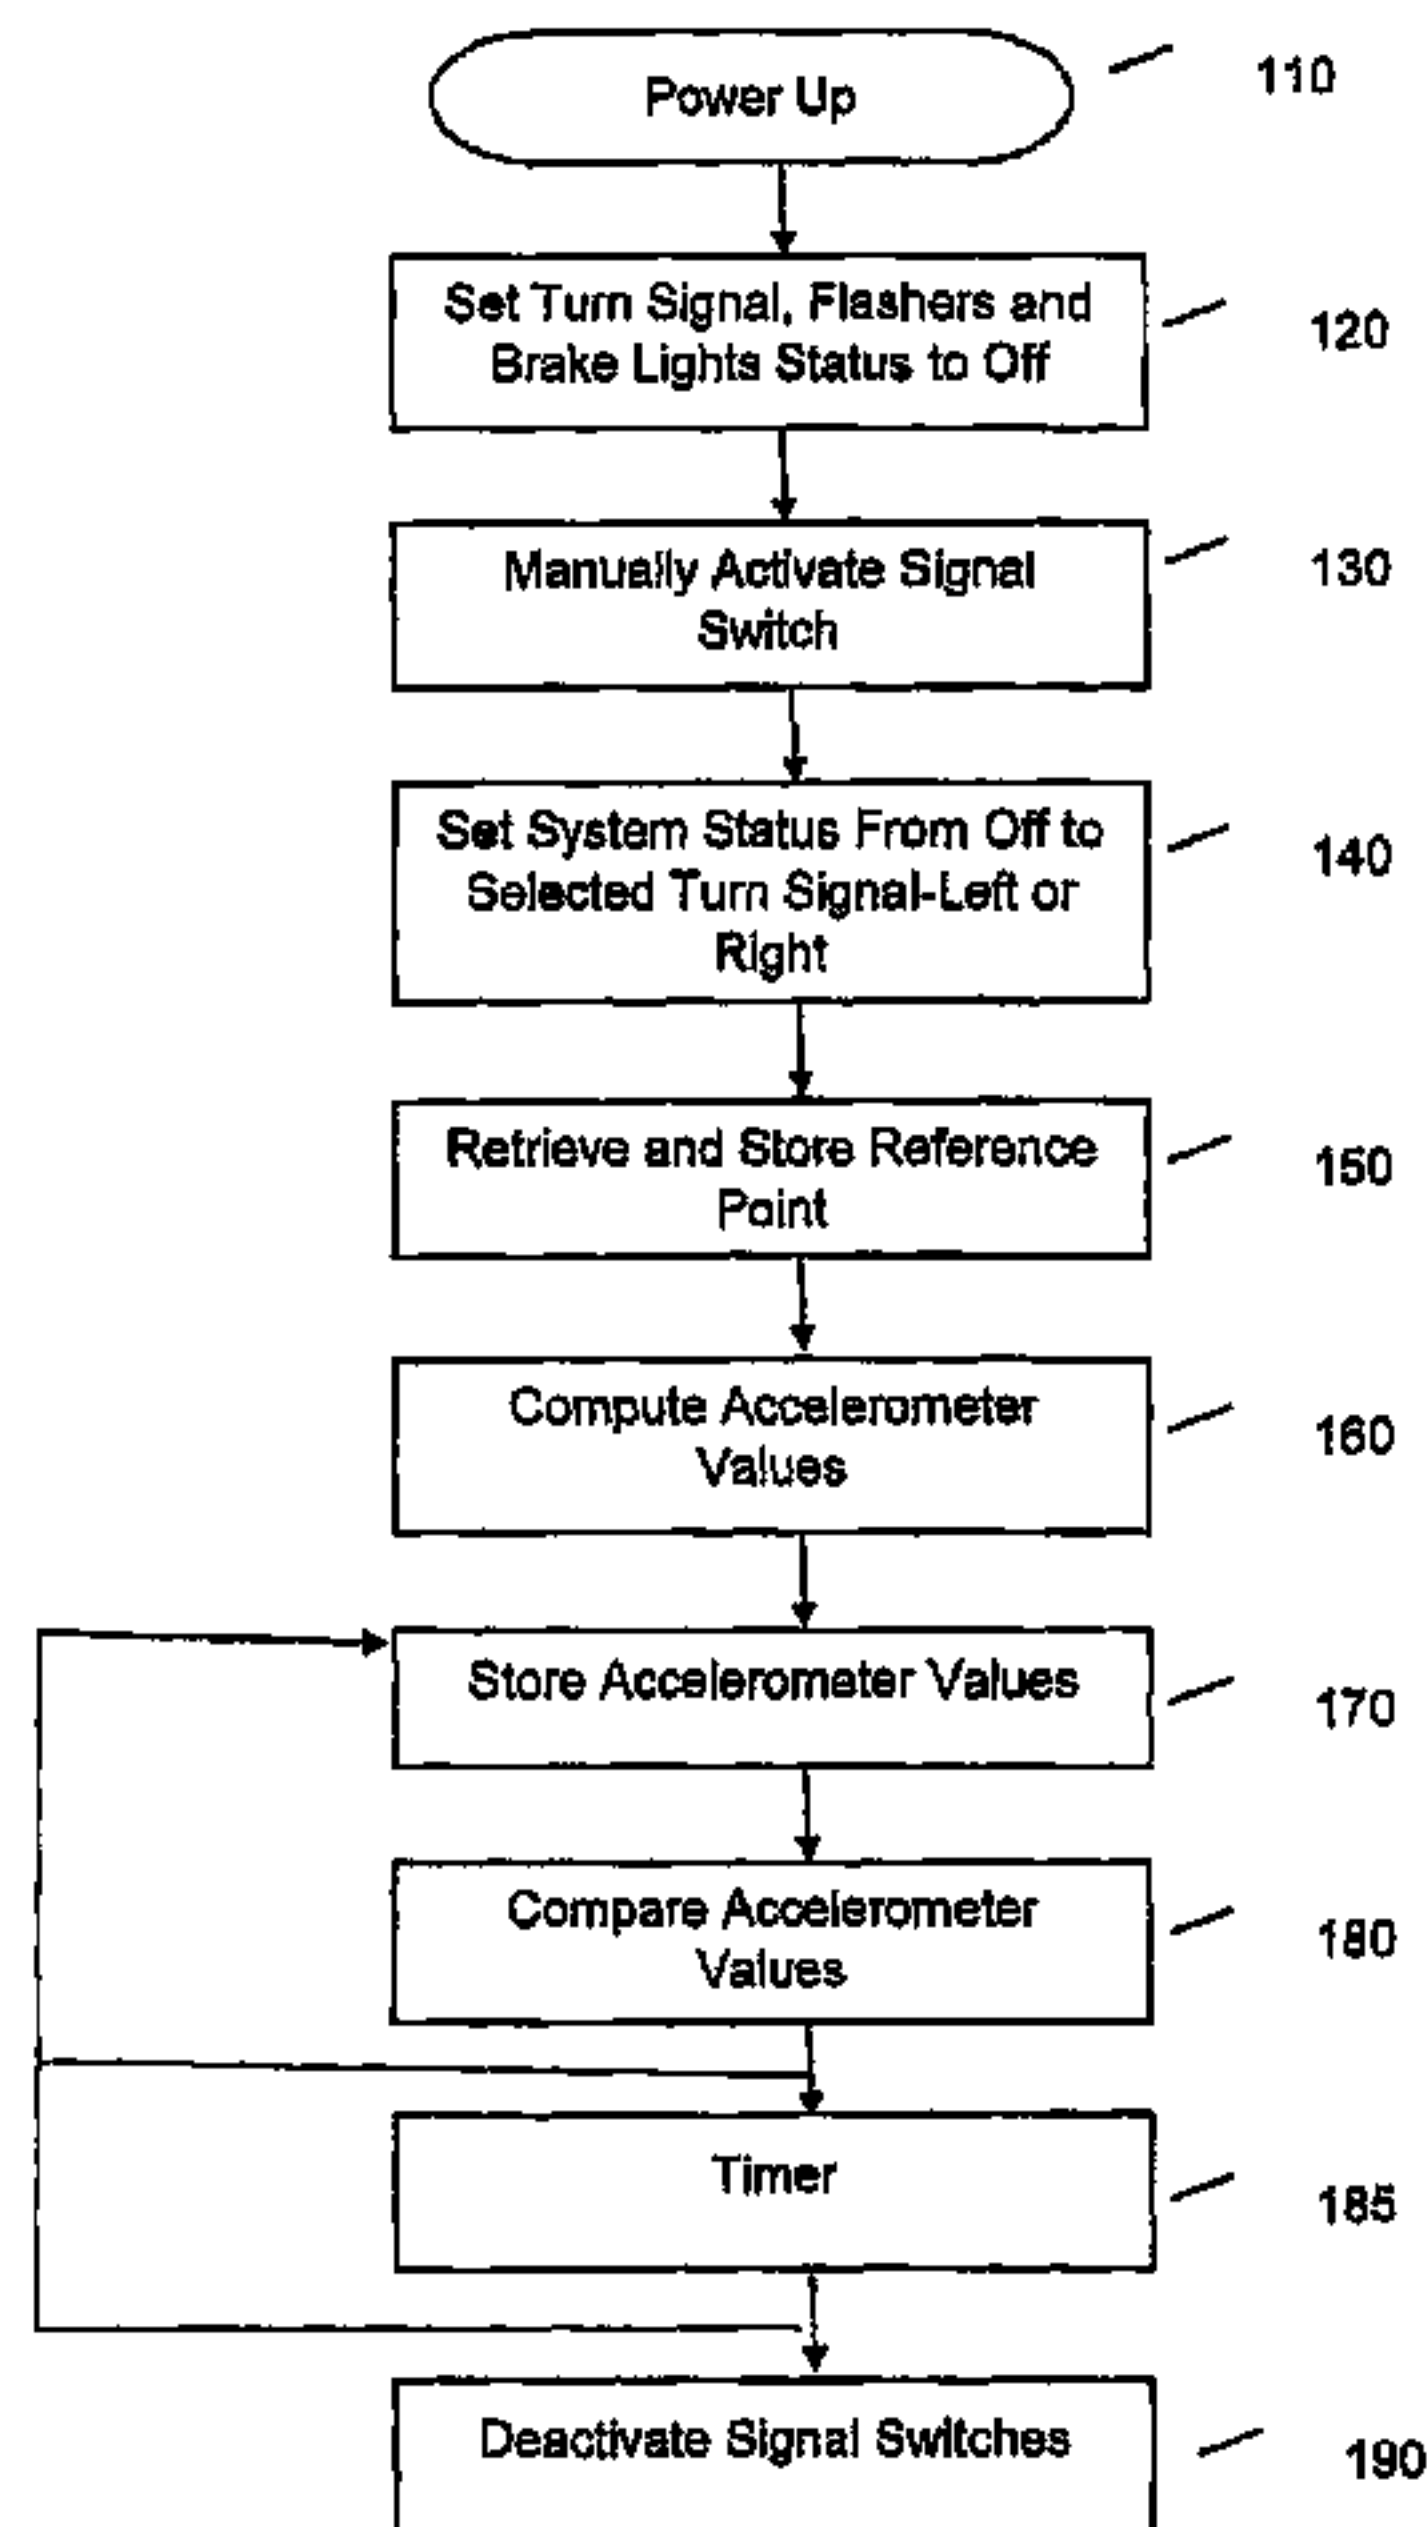 Power Up
110
Set Turn Signal, Flashers and
Brake Lights Status to Off
120
Manually Activate Signal
Switch
130
Set System Status From Off to
Selected Turn Signal-Left or
Right
140
Retrieve and Store Reference
Point
150
Compute Accelerometer
Values
160
Store Accelerometer Values
170
Compare Accelerometer
Values
180
Timer
185
Deactivate Signal Switches
190